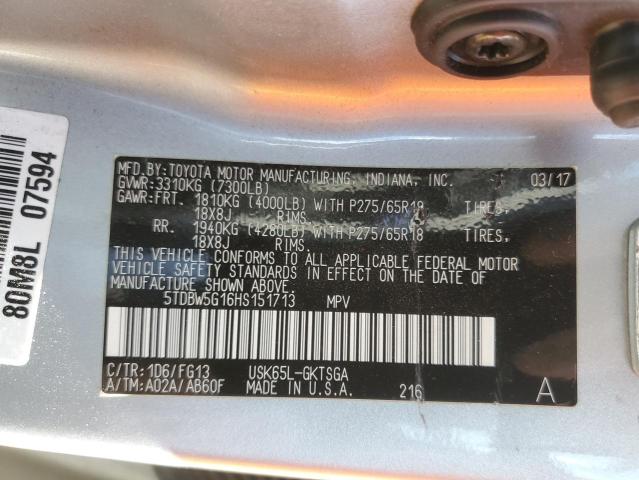 80M8L 07594
MFD.BY:TOYOTA MOTOR MANUFACTURING, INDIANA, INC. 03/17
GVWR:3310KG (7300LB)
GAWR:FRT. 1810KG (4000LB) WITH P275/65R18 TIRES,
18X8J RIMS
RR. 1940KG (4280LB) WITH P275/65R18 TIRES,
18X8J RIMS
THIS VEHICLE CONFORMS TO ALL APPLICABLE FEDERAL MOTOR
VEHICLE SAFETY STANDARDS IN EFFECT ON THE DATE OF
MANUFACTURE SHOWN ABOVE.
5TDBW5G16HS151713 MPV
C/TR:1D6/FG13 USK65L-GKTSGA
A/TM:A02A/AB60F MADE IN U.S.A. 216 A